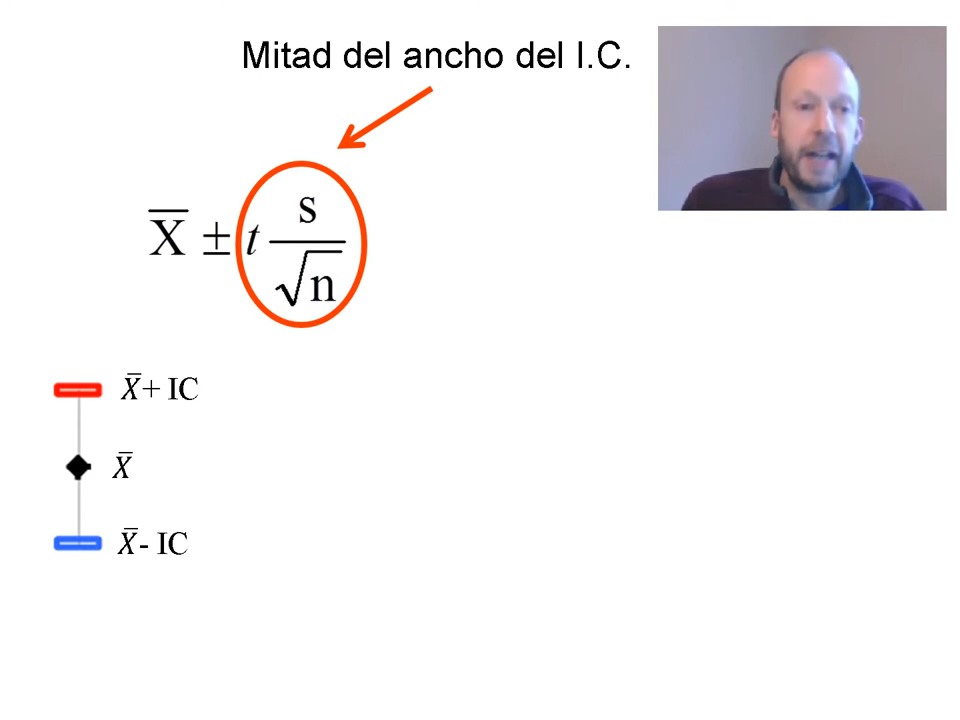 Mitad del ancho del I.C.
X̅ ± t s/√n
X̅ + IC
X̅
X̅ - IC